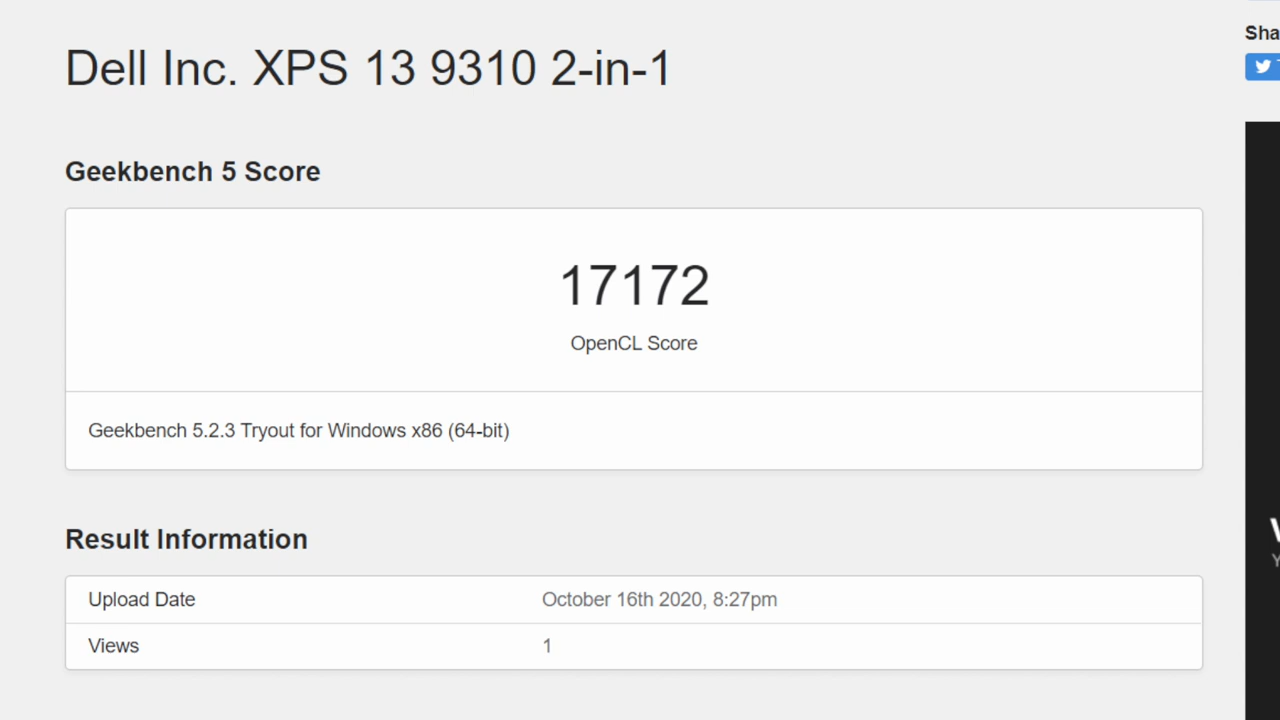 Dell Inc. XPS 13 9310 2-in-1
Geekbench 5 Score
17172
OpenCL Score
Geekbench 5.2.3 Tryout for Windows x86 (64-bit)
Result Information
Upload Date October 16th 2020, 8:27pm
Views 1